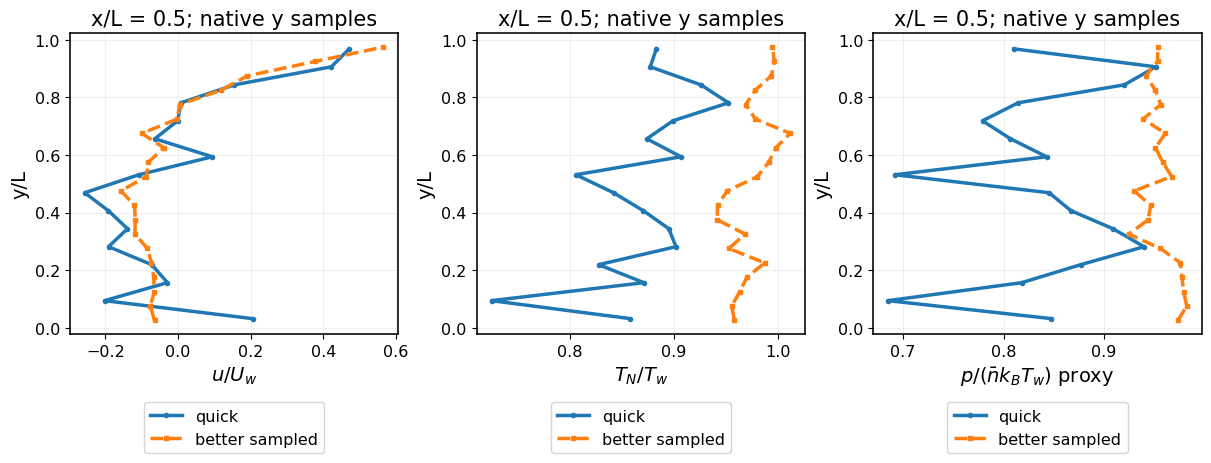 x/L = 0.5; native y samples
y/L
1.0
0.8
0.6
0.4
0.2
0.0
−0.2 0.0 0.2 0.4 0.6
u/U_w
quick
better sampled
x/L = 0.5; native y samples
y/L
1.0
0.8
0.6
0.4
0.2
0.0
0.8 0.9 1.0
T_N/T_w
quick
better sampled
x/L = 0.5; native y samples
y/L
1.0
0.8
0.6
0.4
0.2
0.0
0.7 0.8 0.9
p/(n̄k_BT_w) proxy
quick
better sampled